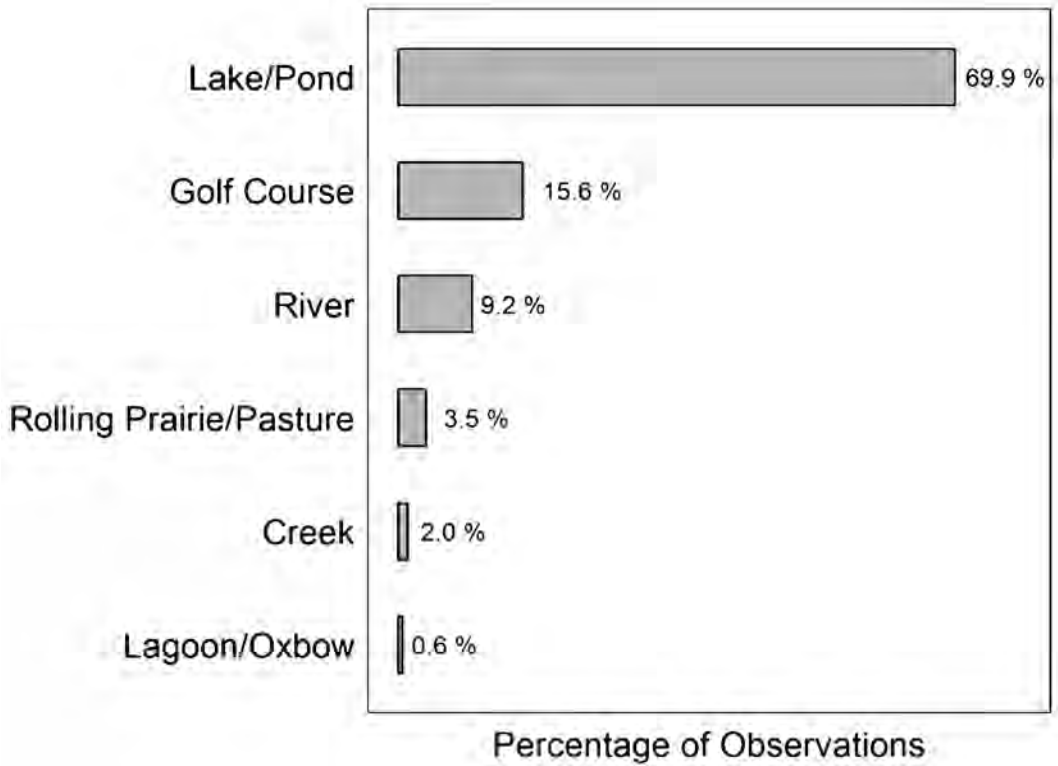 Lake/Pond 69.9 %
Golf Course 15.6 %
River 9.2 %
Rolling Prairie/Pasture 3.5 %
Creek 2.0 %
Lagoon/Oxbow 0.6 %
Percentage of Observations